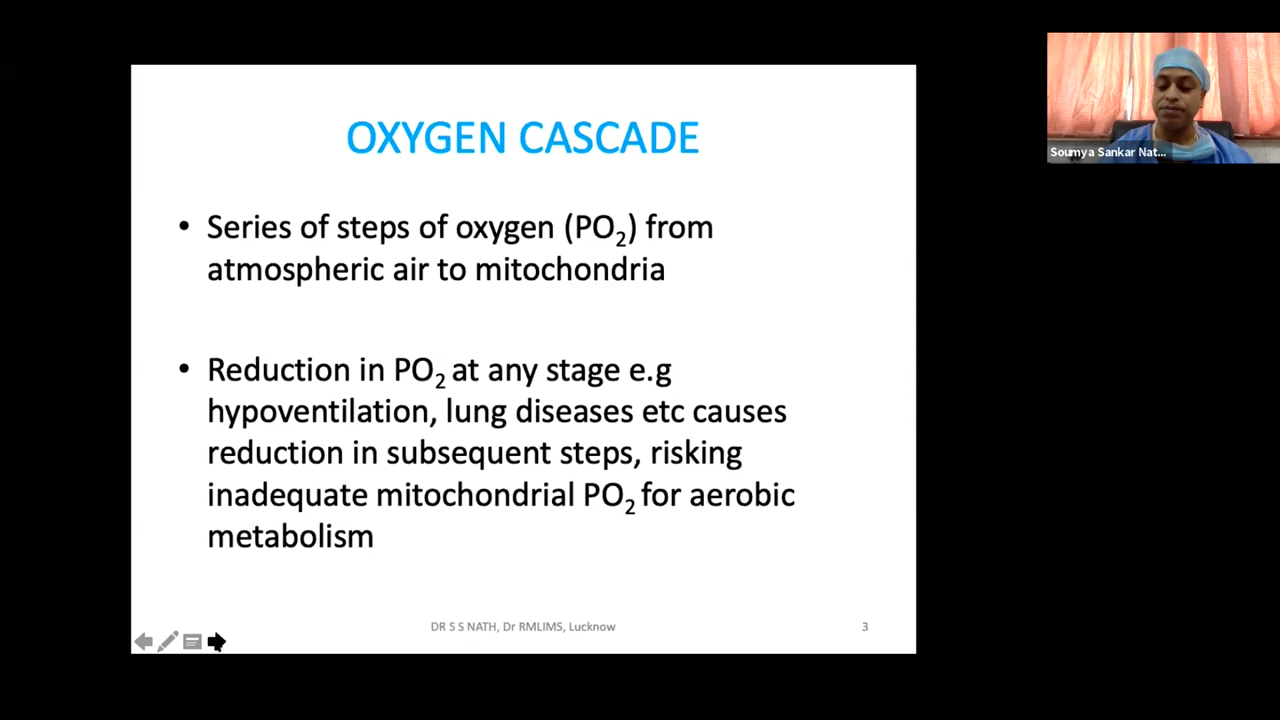 OXYGEN CASCADE
• Series of steps of oxygen (PO₂) from
atmospheric air to mitochondria
• Reduction in PO₂ at any stage e.g
hypoventilation, lung diseases etc causes
reduction in subsequent steps, risking
inadequate mitochondrial PO₂ for aerobic
metabolism
DR S S NATH, Dr RMLIMS, Lucknow
3
Soumya Sankar Nat...